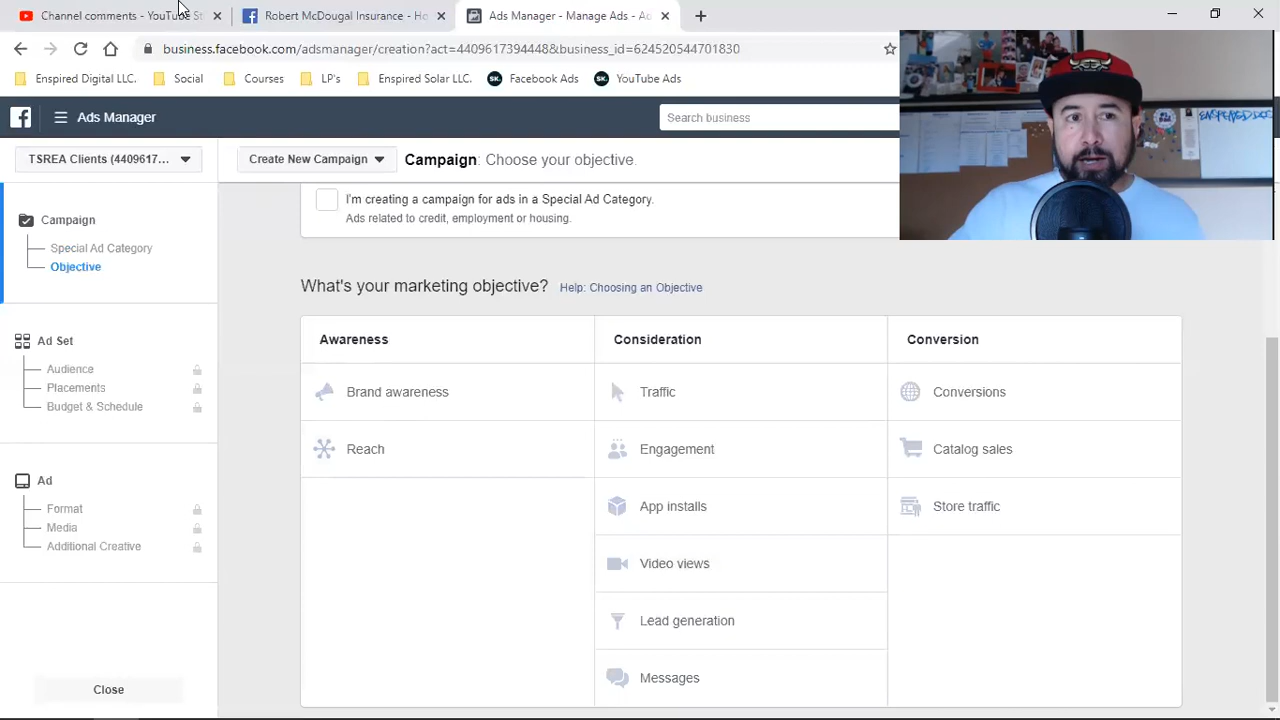 Channel comments - YouTube St
Robert McDougal Insurance - Ho
Ads Manager - Manage Ads - Ad
business.facebook.com/adsmanager/creation?act=440961739448&business_id=624520544701830
Enspired Digital LLC.
Social
Courses
LP's
Enspired Solar LLC.
SK.
Facebook Ads
SK.
YouTube Ads
Ads Manager
Search business
TSREA Clients (4409617...
Create New Campaign
Campaign: Choose your objective.
I'm creating a campaign for ads in a Special Ad Category.
Ads related to credit, employment or housing.
Campaign
Special Ad Category
Objective
What's your marketing objective?
Help: Choosing an Objective
Ad Set
Audience
Placements
Budget & Schedule
Awareness
Consideration
Conversion
Brand awareness
Traffic
Conversions
Reach
Engagement
Catalog sales
App installs
Store traffic
Video views
Lead generation
Messages
Ad
Format
Media
Additional Creative
Close